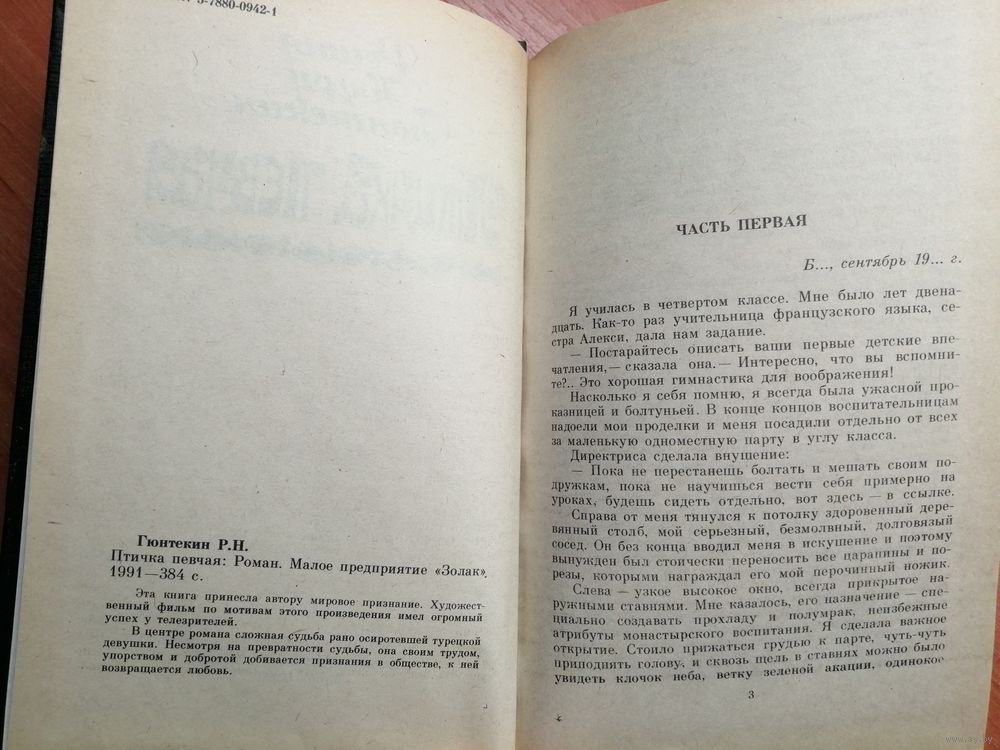 5-7880-0942-1
Гюнтекин Р.Н.
Птичка певчая: Роман. Малое предприятие «Золак»,
1991—384 с.
Эта книга принесла автору мировое признание. Художест-
венный фильм по мотивам этого произведения имел огромный
успех у телезрителей.
В центре романа сложная судьба рано осиротевшей турецкой
девушки. Несмотря на превратности судьбы, она своим трудом,
упорством и добротой добивается признания в обществе, к ней
возвращается любовь.
ЧАСТЬ ПЕРВАЯ
Б..., сентябрь 19... г.
Я училась в четвертом классе. Мне было лет двена-
дцать. Как-то раз учительница французского языка, се-
стра Алекси, дала нам задание.
— Постарайтесь описать ваши первые детские впе-
чатления,— сказала она.— Интересно, что вы вспомни-
те?.. Это хорошая гимнастика для воображения!
Насколько я себя помню, я всегда была ужасной про-
казницей и болтуньей. В конце концов воспитательницам
надоели мои проделки и меня посадили отдельно от всех
за маленькую одноместную парту в углу класса.
Директриса сделала внушение:
— Пока не перестанешь болтать и мешать своим по-
дружкам, пока не научишься вести себя примерно на
уроках, будешь сидеть отдельно, вот здесь — в ссылке.
Справа от меня тянулся к потолку здоровенный дере-
вянный столб, мой серьезный, безмолвный, долговязый
сосед. Он без конца вводил меня в искушение и поэтому
вынужден был стоически переносить все царапины и по-
резы, которыми награждал его мой перочинный ножик.
Слева — узкое высокое окно, всегда прикрытое на-
ружными ставнями. Мне казалось, его назначение — спе-
циально создавать прохладу и полумрак, неизбежные
атрибуты монастырского воспитания. Я сделала важное
открытие. Стоило прижаться грудью к парте, чуть-чуть
приподнять голову, и сквозь щель в ставнях можно было
увидеть клочок неба, ветку зеленой акации, одинокое
3